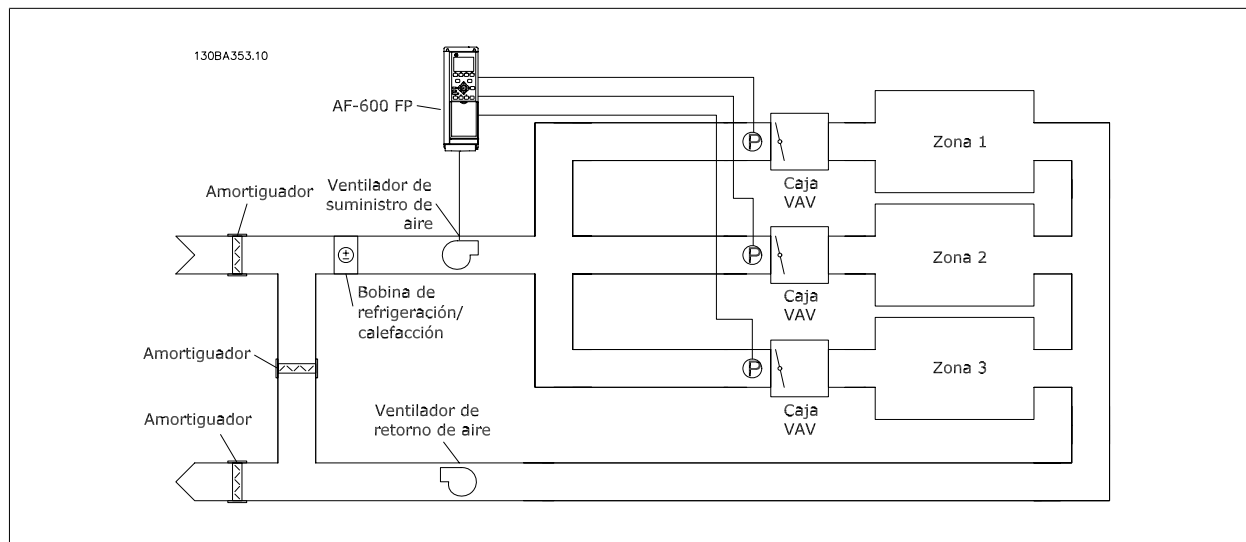 130BA353.10
AF-600 FP
Amortiguador
Ventilador de
suministro de
aire
P
Caja
VAV
Zona 1
P
Caja
VAV
Zona 2
±
Bobina de
refrigeración/
calefacción
P
Caja
VAV
Zona 3
Amortiguador
Amortiguador
Ventilador de
retorno de aire